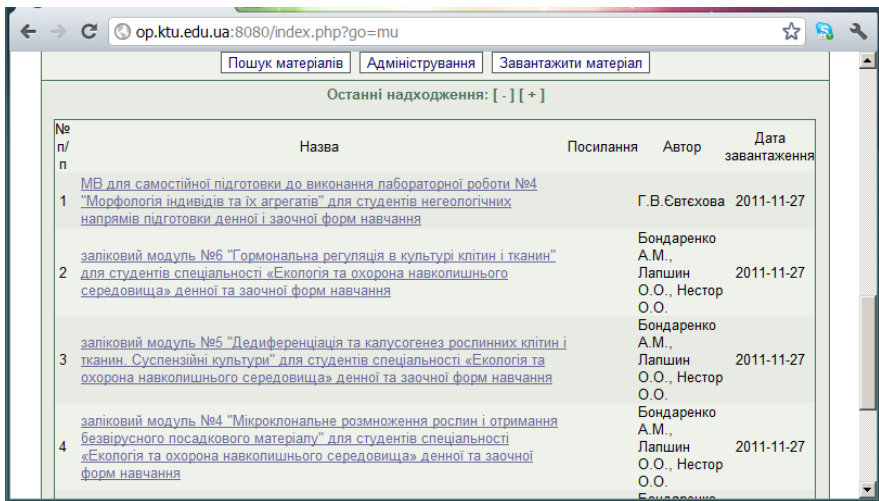 op.ktu.edu.ua:8080/index.php?go=mu
Пошук матеріалів Адміністрування Завантажити матеріал
Останні надходження: [ - ] [ + ]
№ п/п Назва Посилання Автор Дата завантаження
1 МВ для самостійної підготовки до виконання лабораторної роботи №4
"Морфологія індивідів та їх агрегатів" для студентів негеологічних
напрямів підготовки денної і заочної форм навчання
Г.В.Євтєхова 2011-11-27
2 заліковий модуль №6 "Гормональна регуляція в культурі клітин і тканин"
для студентів спеціальності «Екологія та охорона навколишнього
середовища» денної та заочної форм навчання
Бондаренко
А.М.,
Лапшин
О.О., Нестор
О.О.
2011-11-27
3 заліковий модуль №5 "Дедиференціація та калусогенез рослинних клітин і
тканин. Суспензійні культури" для студентів спеціальності «Екологія та
охорона навколишнього середовища» денної та заочної форм навчання
Бондаренко
А.М.,
Лапшин
О.О., Нестор
О.О.
2011-11-27
4 заліковий модуль №4 "Мікроклональне розмноження рослин і отримання
безвірусного посадкового матеріалу" для студентів спеціальності
«Екологія та охорона навколишнього середовища» денної та заочної
форм навчання
Бондаренко
А.М.,
Лапшин
О.О., Нестор
О.О.
2011-11-27